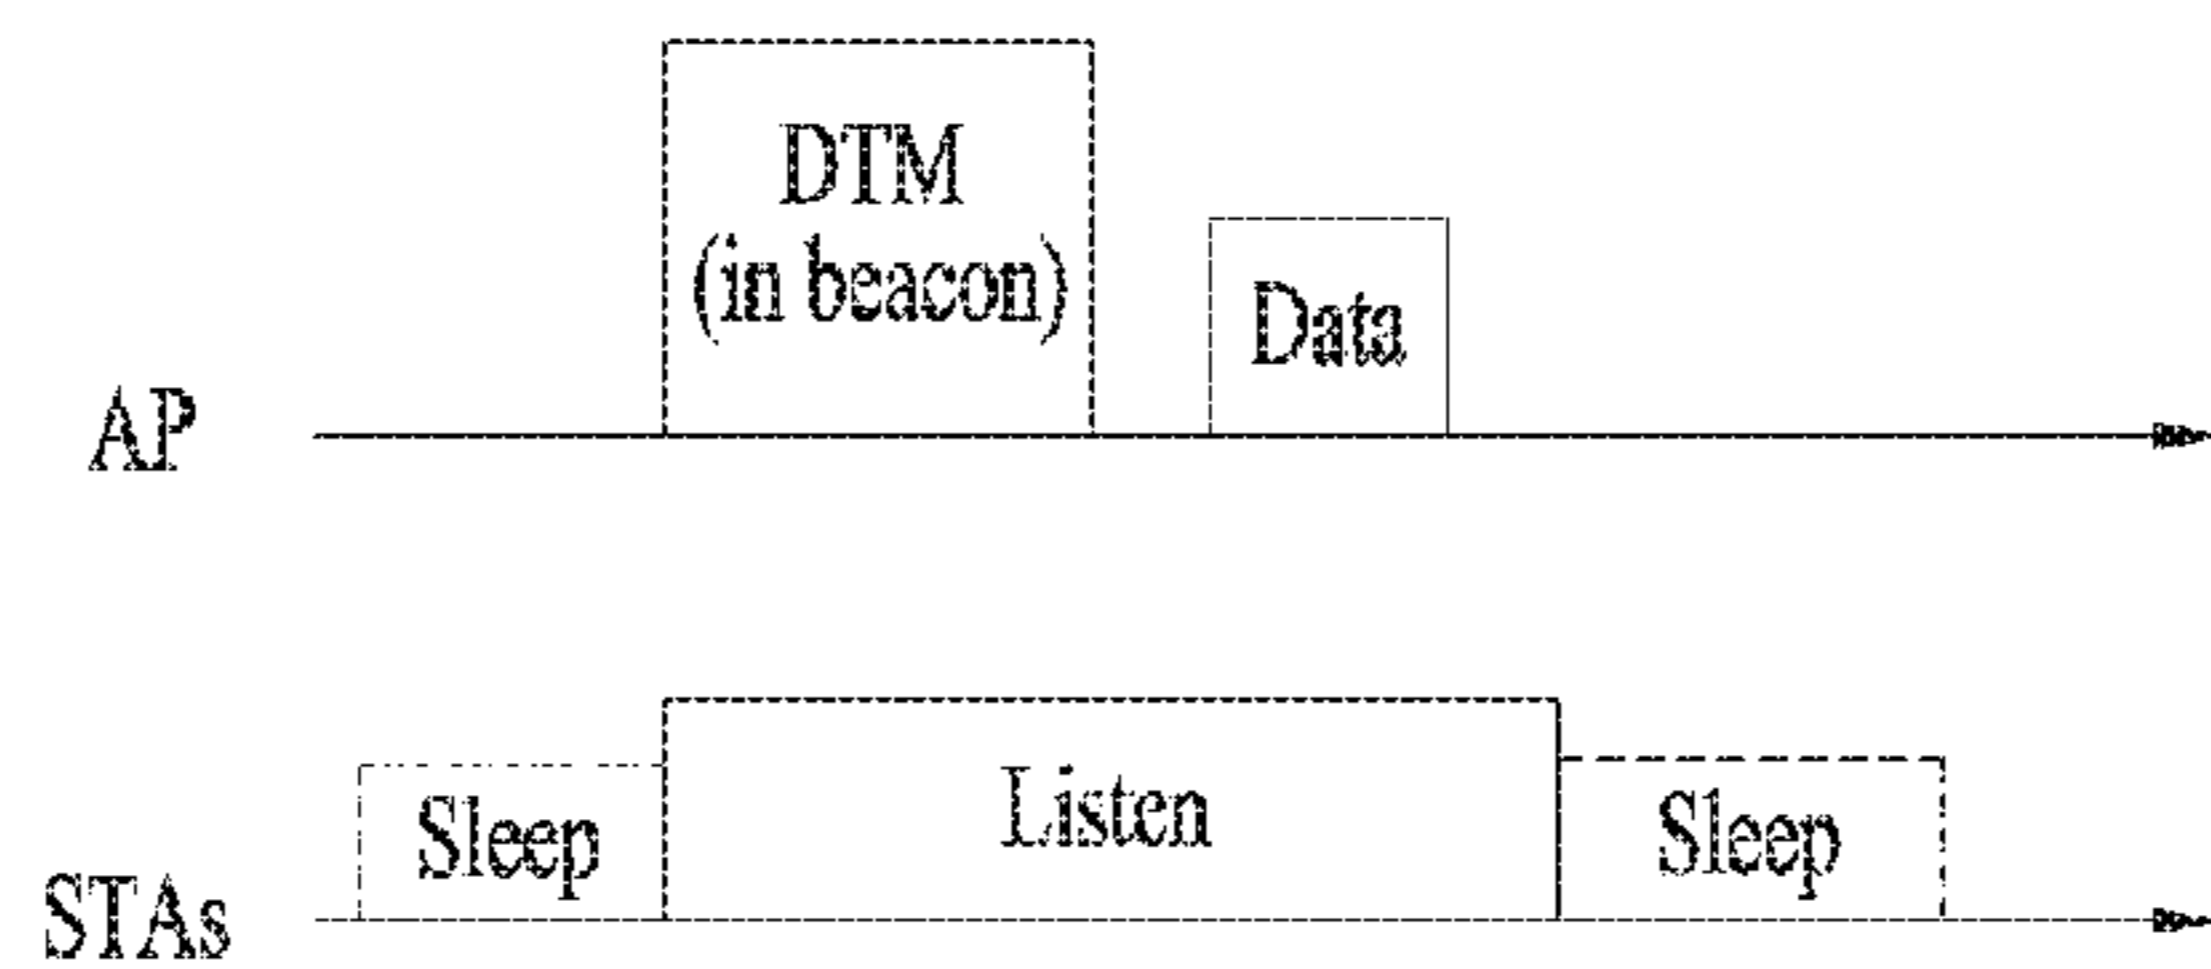 DTM
(in beacon)
Data
AP
Listen
Sleep
Sleep
STAs